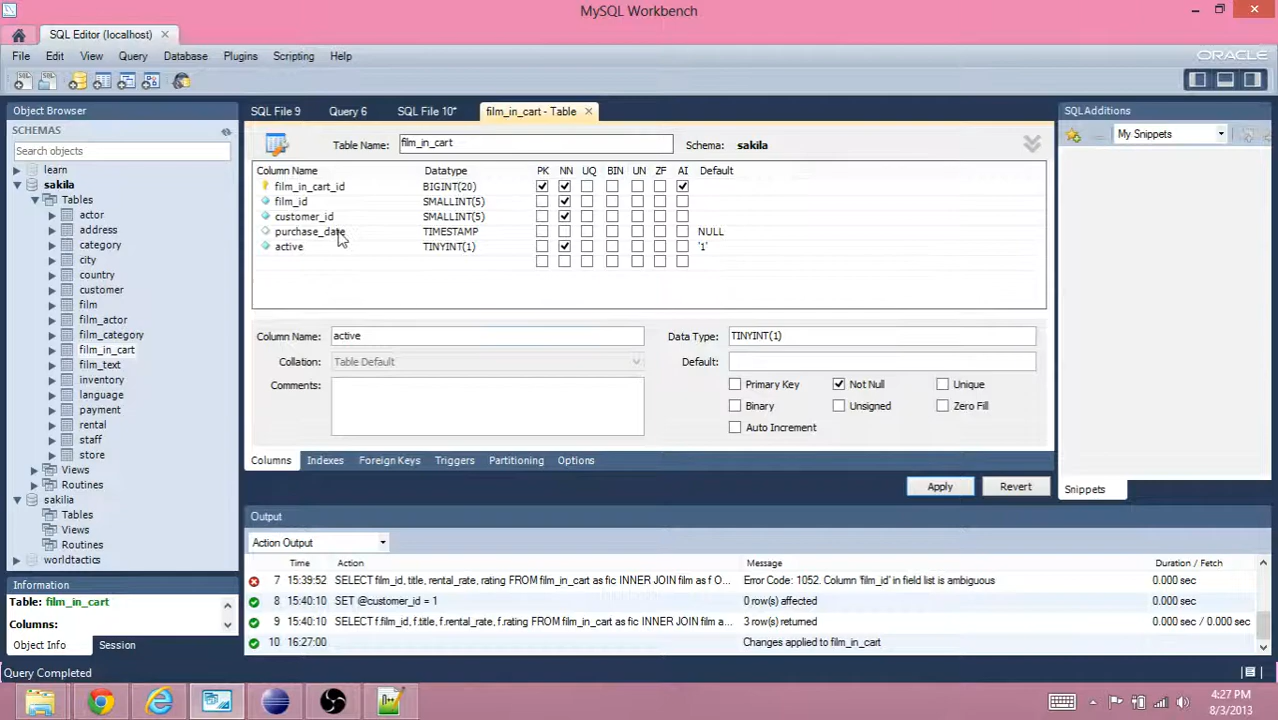 MySQL Workbench
SQL Editor (localhost)
File Edit View Query Database Plugins Scripting Help
ORACLE
Object Browser
SCHEMAS
Search objects
learn
sakila
Tables
actor
address
category
city
country
customer
film
film_actor
film_category
film_in_cart
film_text
inventory
language
payment
rental
staff
store
Views
Routines
sakilia
Tables
Views
Routines
worldtactics
Information
Table: film_in_cart
Columns:
Object Info Session
Query Completed
SQL File 9 Query 6 SQL File 10* film_in_cart - Table
Table Name: film_in_cart Schema: sakila
Column Name Datatype PK NN UQ BIN UN ZF AI Default
film_in_cart_id BIGINT(20)
film_id SMALLINT(5)
customer_id SMALLINT(5)
purchase_date TIMESTAMP NULL
active TINYINT(1) '1'
Column Name: active Data Type: TINYINT(1)
Collation: Table Default Default:
Comments: Primary Key Not Null Unique
Binary Unsigned Zero Fill
Auto Increment
Columns Indexes Foreign Keys Triggers Partitioning Options
Apply Revert
Output
Action Output
Time Action Message Duration / Fetch
7 15:39:52 SELECT film_id, title, rental_rate, rating FROM film_in_cart as fic INNER JOIN film as f O... Error Code: 1052. Column 'film_id' in field list is ambiguous 0.000 sec
8 15:40:10 SET @customer_id = 1 0 row(s) affected 0.000 sec
9 15:40:10 SELECT f.film_id, f.title, f.rental_rate, f.rating FROM film_in_cart as fic INNER JOIN film a... 3 row(s) returned 0.000 sec / 0.000 sec
10 16:27:00 Changes applied to film_in_cart
SQLAdditions
My Snippets
Snippets
4:27 PM
8/3/2013